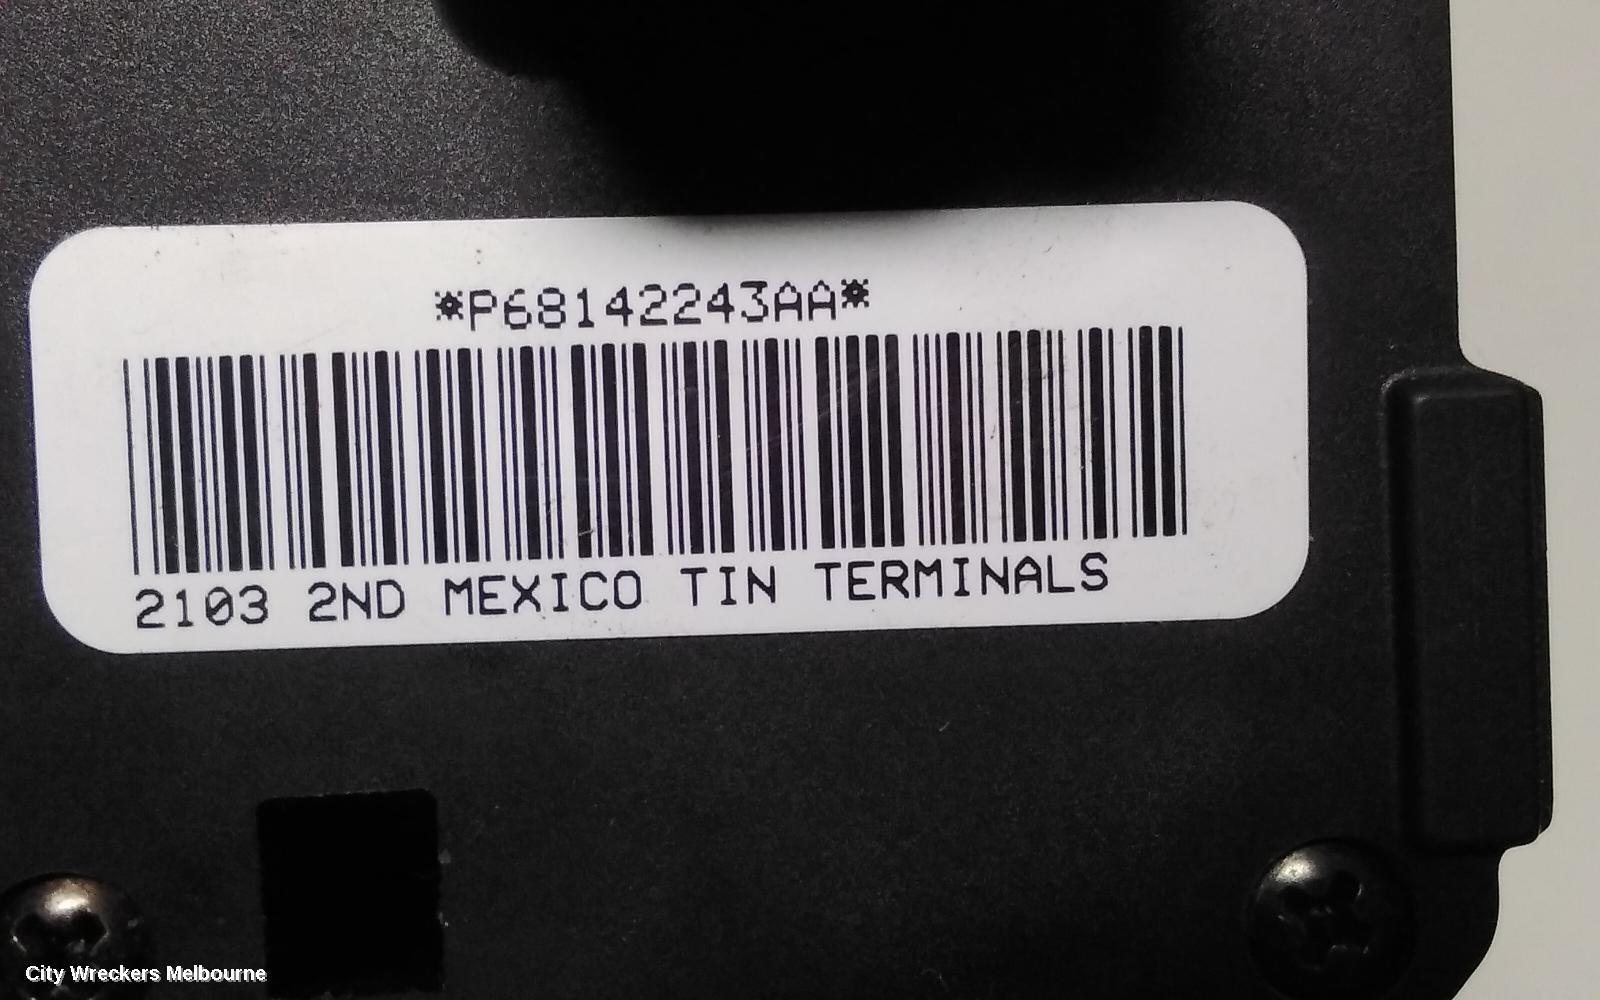 *P68142243AA*
2103 2ND MEXICO TIN TERMINALS
City Wreckers Melbourne